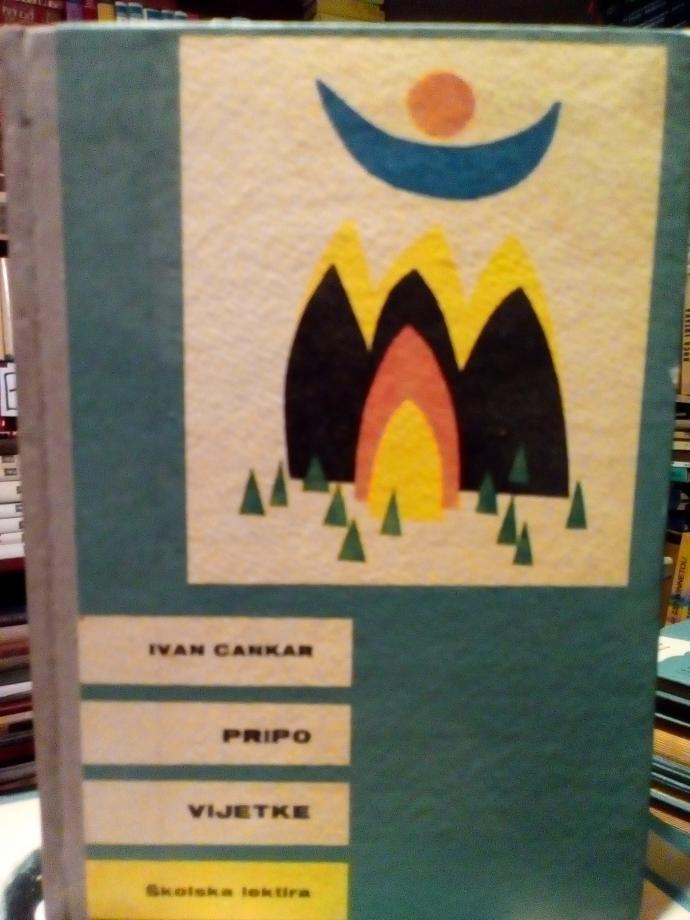 IVAN CANKAR
PRIPO
VIJETKE
Školska lektira